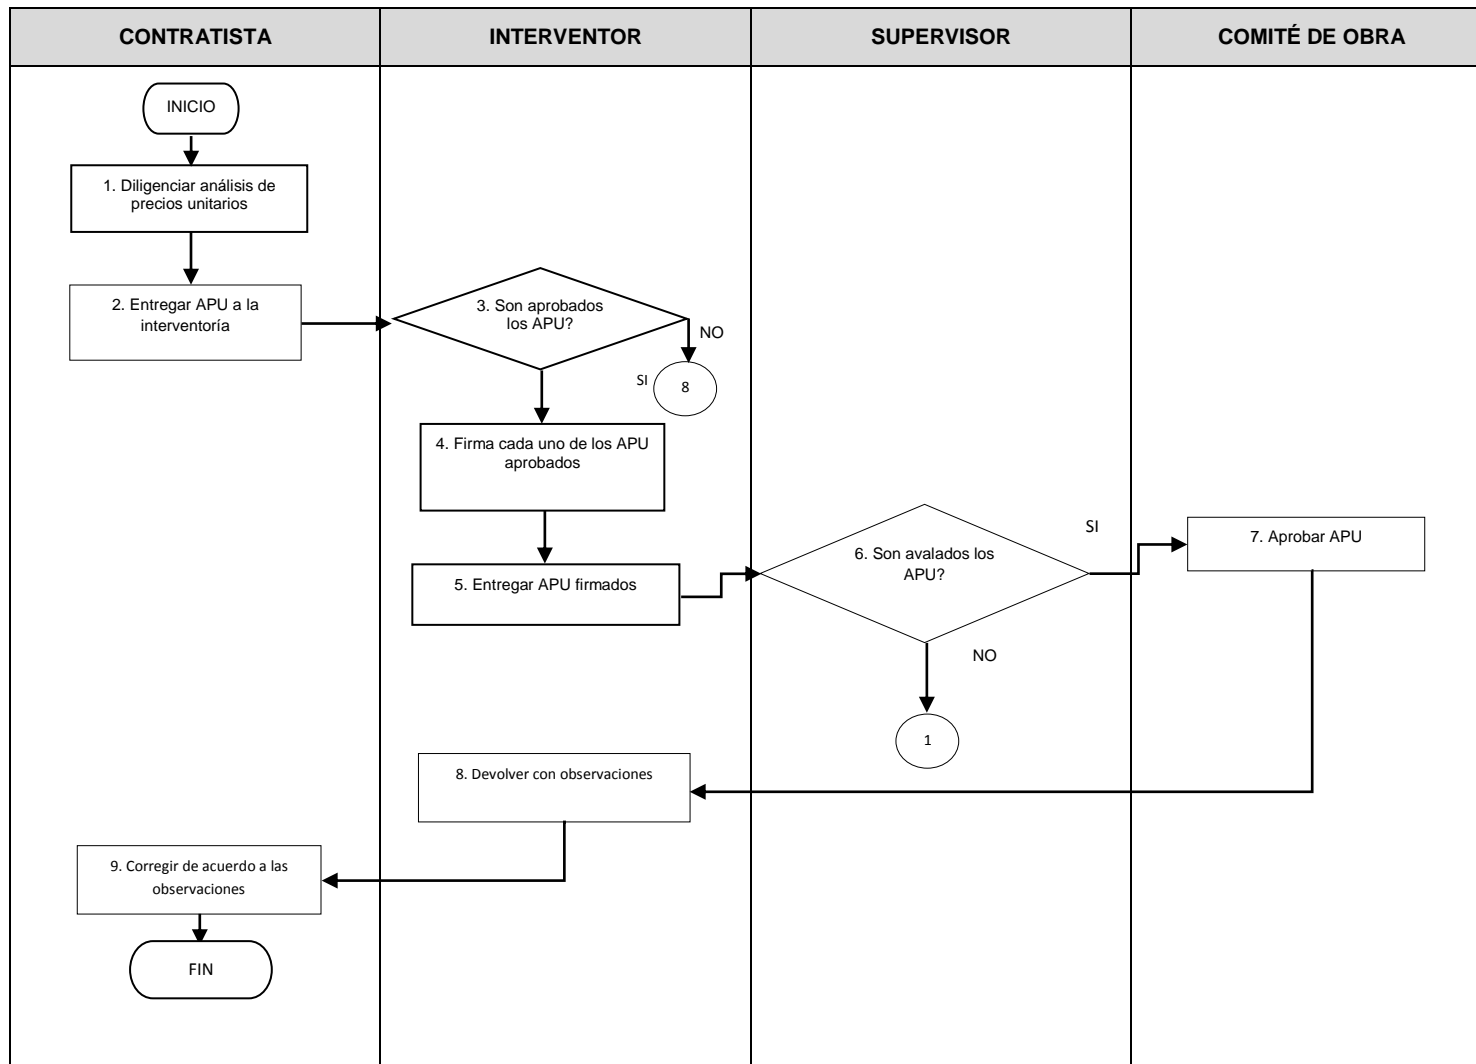 CONTRATISTA
INTERVENTOR
SUPERVISOR
COMITÉ DE OBRA
INICIO
1. Diligenciar análisis de
precios unitarios
2. Entregar APU a la
interventoría
3. Son aprobados
los APU?
NO
SI
8
4. Firma cada uno de los APU
aprobados
5. Entregar APU firmados
6. Son avalados los
APU?
SI
7. Aprobar APU
NO
1
8. Devolver con observaciones
9. Corregir de acuerdo a las
observaciones
FIN